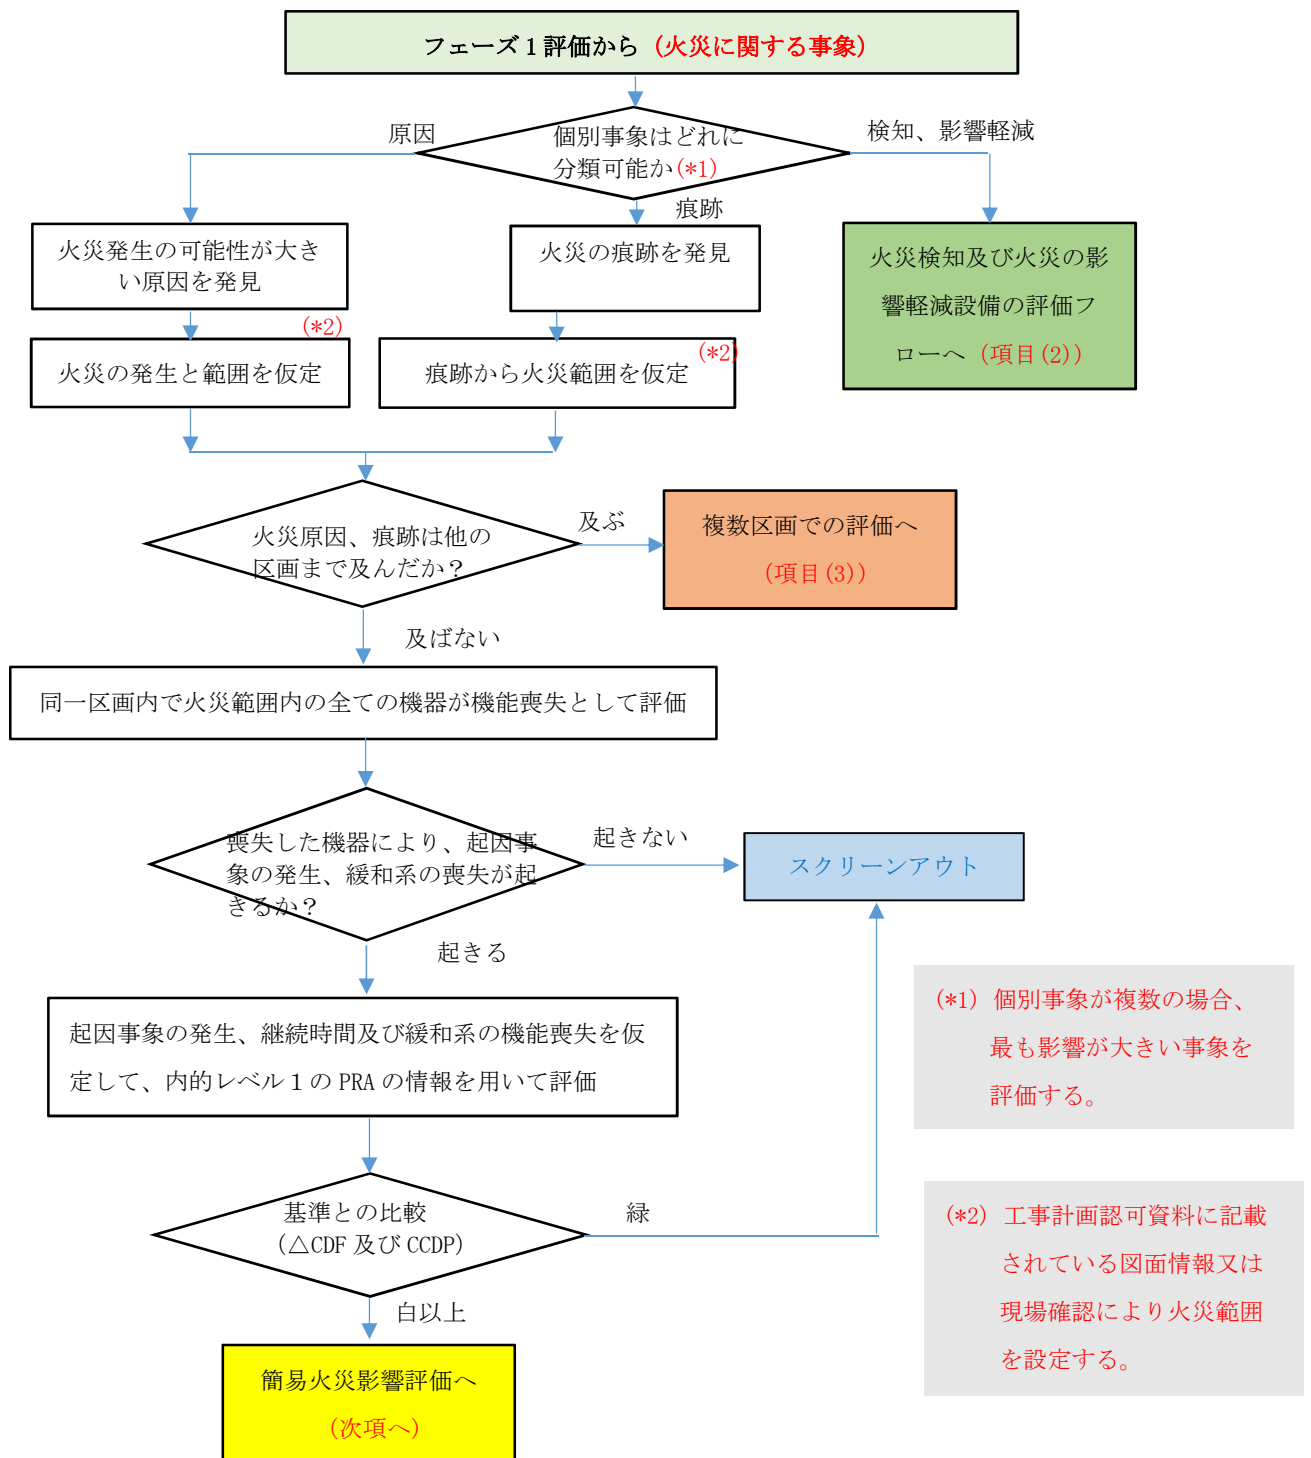 フェーズ１評価から（火災に関する事象）
個別事象はどれに
分類可能か(*1)
原因
検知、影響軽減
痕跡
火災発生の可能性が大き
い原因を発見
火災の痕跡を発見
火災検知及び火災の影
響軽減設備の評価フ
ローへ（項目(2)）
(*2)
火災の発生と範囲を仮定
(*2)
痕跡から火災範囲を仮定
火災原因、痕跡は他の
区画まで及んだか？
及ぶ
複数区画での評価へ
（項目(3)）
及ばない
同一区画内で火災範囲内の全ての機器が機能喪失として評価
喪失した機器により、起因事
象の発生、緩和系の喪失が起
きるか？
起きない
スクリーンアウト
起きる
起因事象の発生、継続時間及び緩和系の機能喪失を仮
定して、内的レベル１の PRA の情報を用いて評価
(*1) 個別事象が複数の場合、
最も影響が大きい事象を
評価する。
基準との比較
（△CDF 及び CCDP）
緑
白以上
(*2) 工事計画認可資料に記載
されている図面情報又は
現場確認により火災範囲
を設定する。
簡易火災影響評価へ
（次項へ）